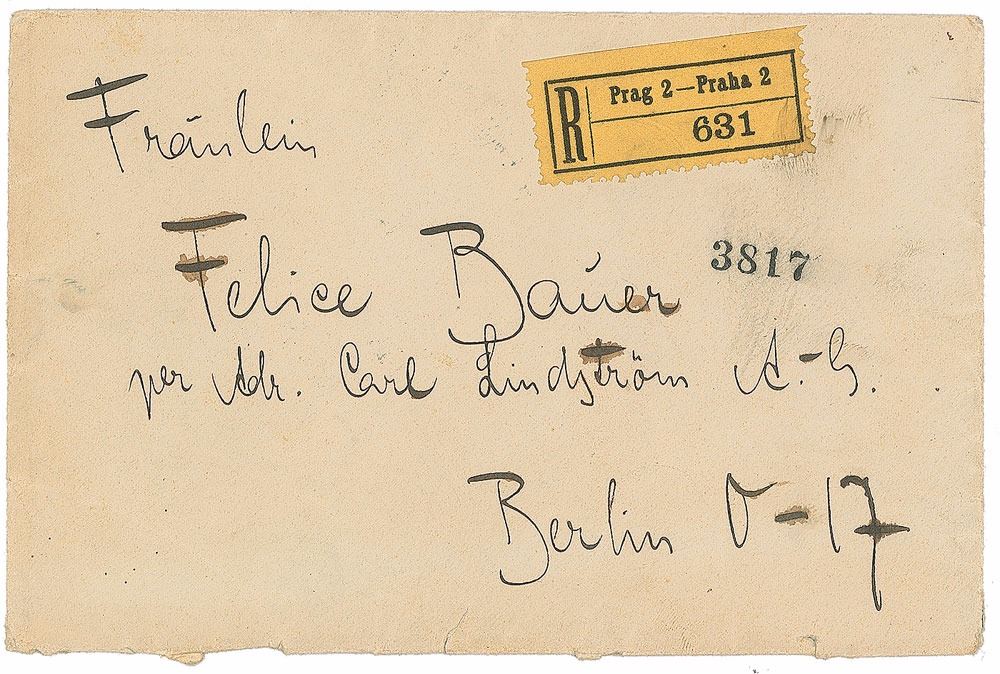 Fräulein
R Prag 2—Praha 2
631
Felice Bauer
3817
per Adr. Carl Lindström A.-G.
Berlin O-17